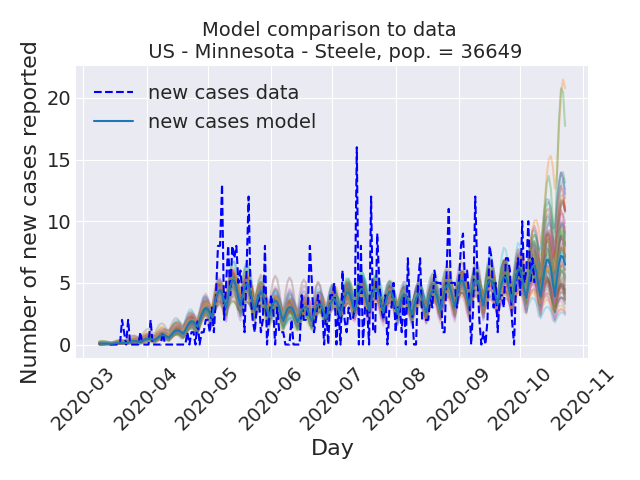 Model comparison to data
US - Minnesota - Steele, pop. = 36649
new cases data
new cases model
Number of new cases reported
20
15
10
5
0
2020-03
2020-04
2020-05
2020-06
2020-07
2020-08
2020-09
2020-10
2020-11
Day